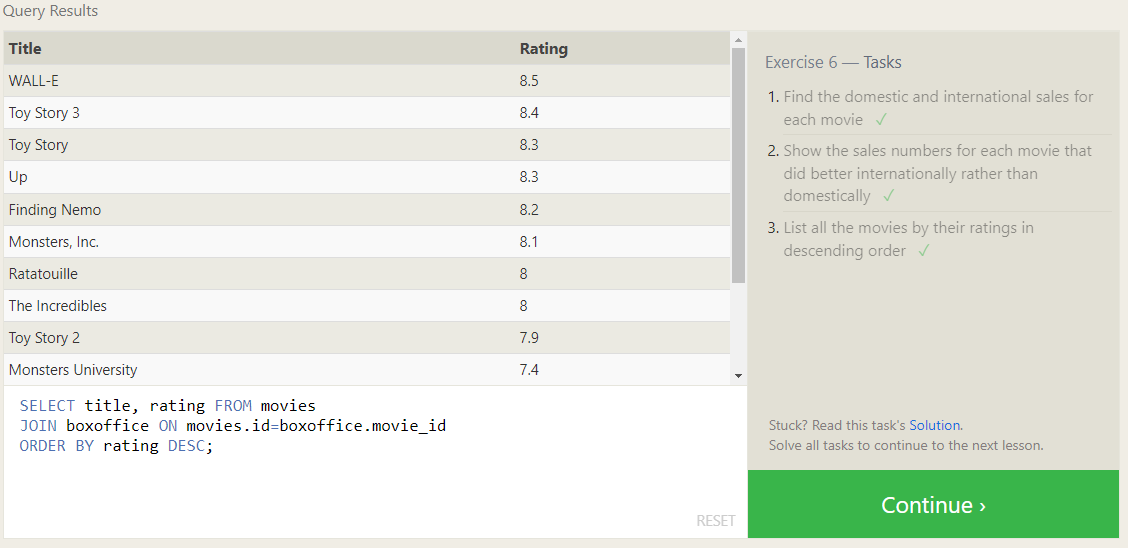 Query Results
Title Rating
WALL-E 8.5
Toy Story 3 8.4
Toy Story 8.3
Up 8.3
Finding Nemo 8.2
Monsters, Inc. 8.1
Ratatouille 8
The Incredibles 8
Toy Story 2 7.9
Monsters University 7.4
SELECT title, rating FROM movies
JOIN boxoffice ON movies.id=boxoffice.movie_id
ORDER BY rating DESC;
RESET
Exercise 6 — Tasks
1. Find the domestic and international sales for
each movie ✓
2. Show the sales numbers for each movie that
did better internationally rather than
domestically ✓
3. List all the movies by their ratings in
descending order ✓
Stuck? Read this task's Solution.
Solve all tasks to continue to the next lesson.
Continue ›